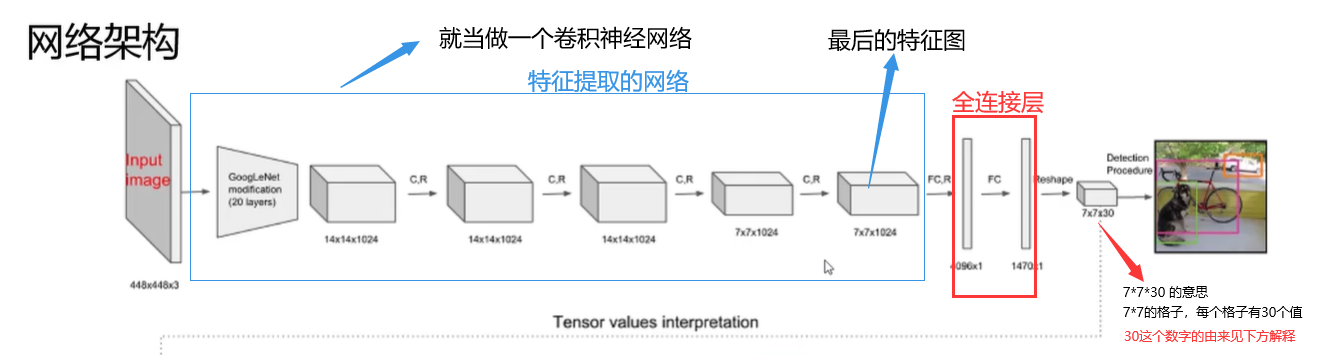 网络架构
就当做一个卷积神经网络
最后的特征图
特征提取的网络
全连接层
Input
image
GoogLeNet
modification
(20 layers)
C,R
C,R
C,R
C,R
FC,R
FC
Reshape
Detection
Procedure
448x448x3
14x14x1024
14x14x1024
14x14x1024
7x7x1024
7x7x1024
4096x1
1470x1
7x7x30
7*7*30 的意思
7*7的格子，每个格子有30个值
30这个数字的由来见下方解释
Tensor values interpretation